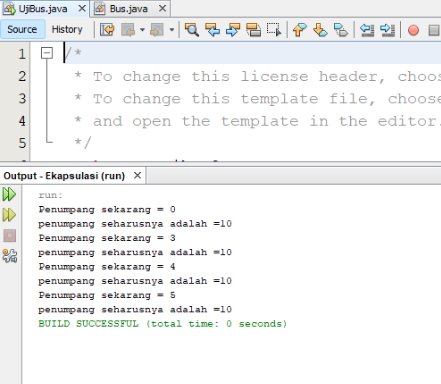 UjiBus.java × Bus.java ×
Source History
1 /*
2 * To change this license header, choos
3 * To change this template file, choose
4 * and open the template in the editor.
5 */
Output - Ekapsulasi (run) ×
run:
Penumpang sekarang = 0
penumpang seharusnya adalah =10
Penumpang sekarang = 3
penumpang seharusnya adalah =10
Penumpang sekarang = 4
penumpang seharusnya adalah =10
Penumpang sekarang = 5
penumpang seharusnya adalah =10
BUILD SUCCESSFUL (total time: 0 seconds)